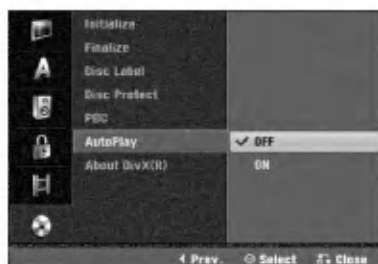 Initialize
Finalize
Disc Label
Disc Protect
PBC
AutoPlay
✓ OFF
About DivX(R)
ON
A
Prev.
Select
Close